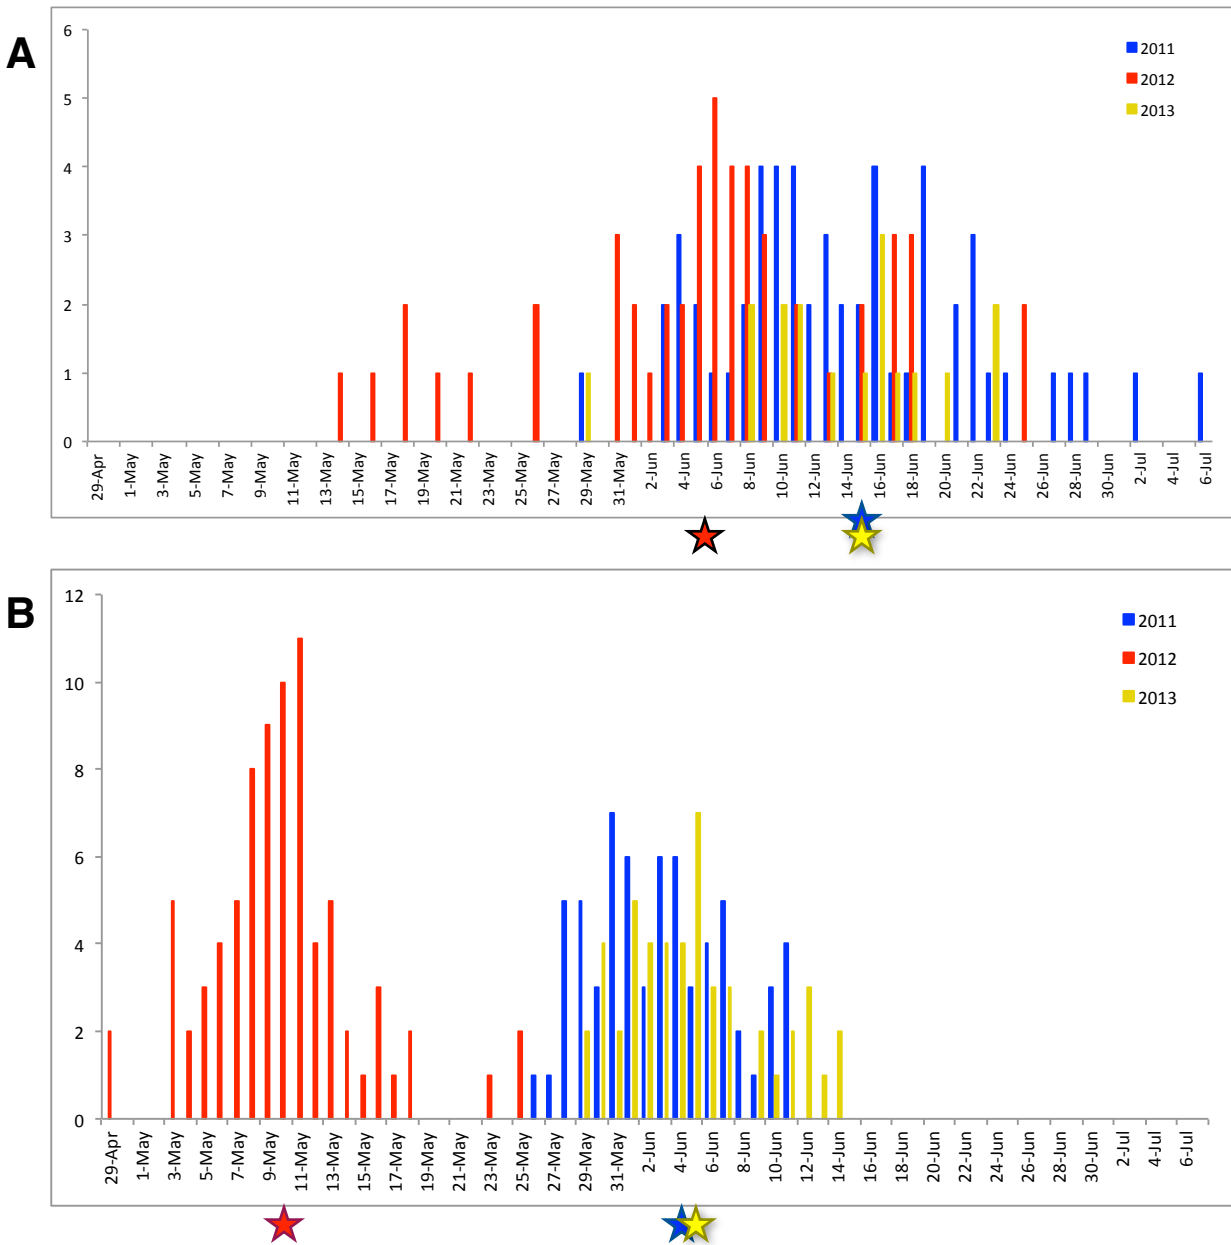 A
6
5
4
3
2
1
0
2011
2012
2013
29-Apr
1-May
3-May
5-May
7-May
9-May
11-May
13-May
15-May
17-May
19-May
21-May
23-May
25-May
27-May
29-May
31-May
2-Jun
4-Jun
6-Jun
8-Jun
10-Jun
12-Jun
14-Jun
16-Jun
18-Jun
20-Jun
22-Jun
24-Jun
26-Jun
28-Jun
30-Jun
2-Jul
4-Jul
6-Jul
B
12
10
8
6
4
2
0
2011
2012
2013
29-Apr
1-May
3-May
5-May
7-May
9-May
11-May
13-May
15-May
17-May
19-May
21-May
23-May
25-May
27-May
29-May
31-May
2-Jun
4-Jun
6-Jun
8-Jun
10-Jun
12-Jun
14-Jun
16-Jun
18-Jun
20-Jun
22-Jun
24-Jun
26-Jun
28-Jun
30-Jun
2-Jul
4-Jul
6-Jul